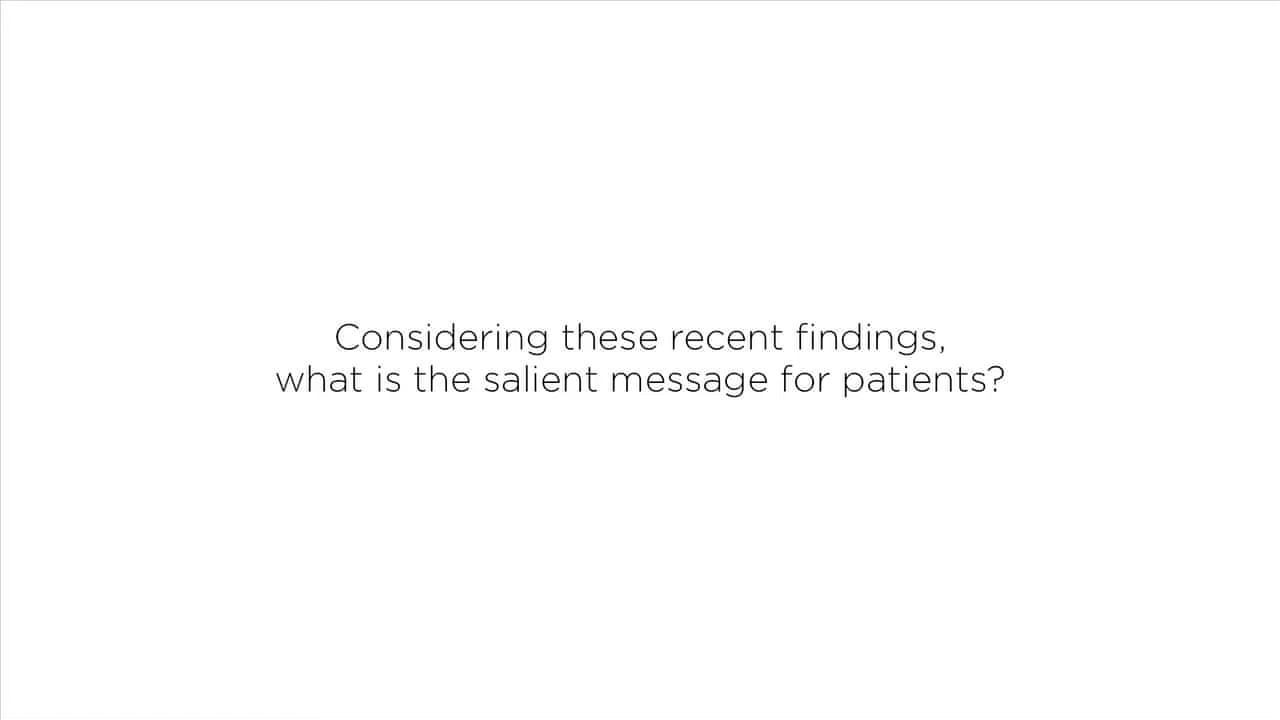 Considering these recent findings,
what is the salient message for patients?